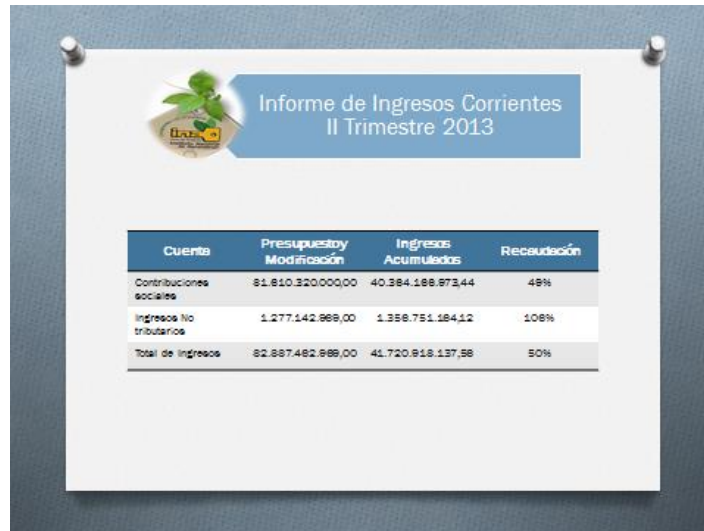 Informe de Ingresos Corrientes
II Trimestre 2013
Cuenta
Presupuesto y
Modificación
Ingresos
Acumulados
Recaudación
Contribuciones
sociales
81.610.320.000,00
40.364.166.973,44
49%
Ingresos No
tributarios
1.277.142.969,00
1.356.751.164,12
106%
Total de Ingresos
82.887.462.969,00
41.720.918.137,56
50%